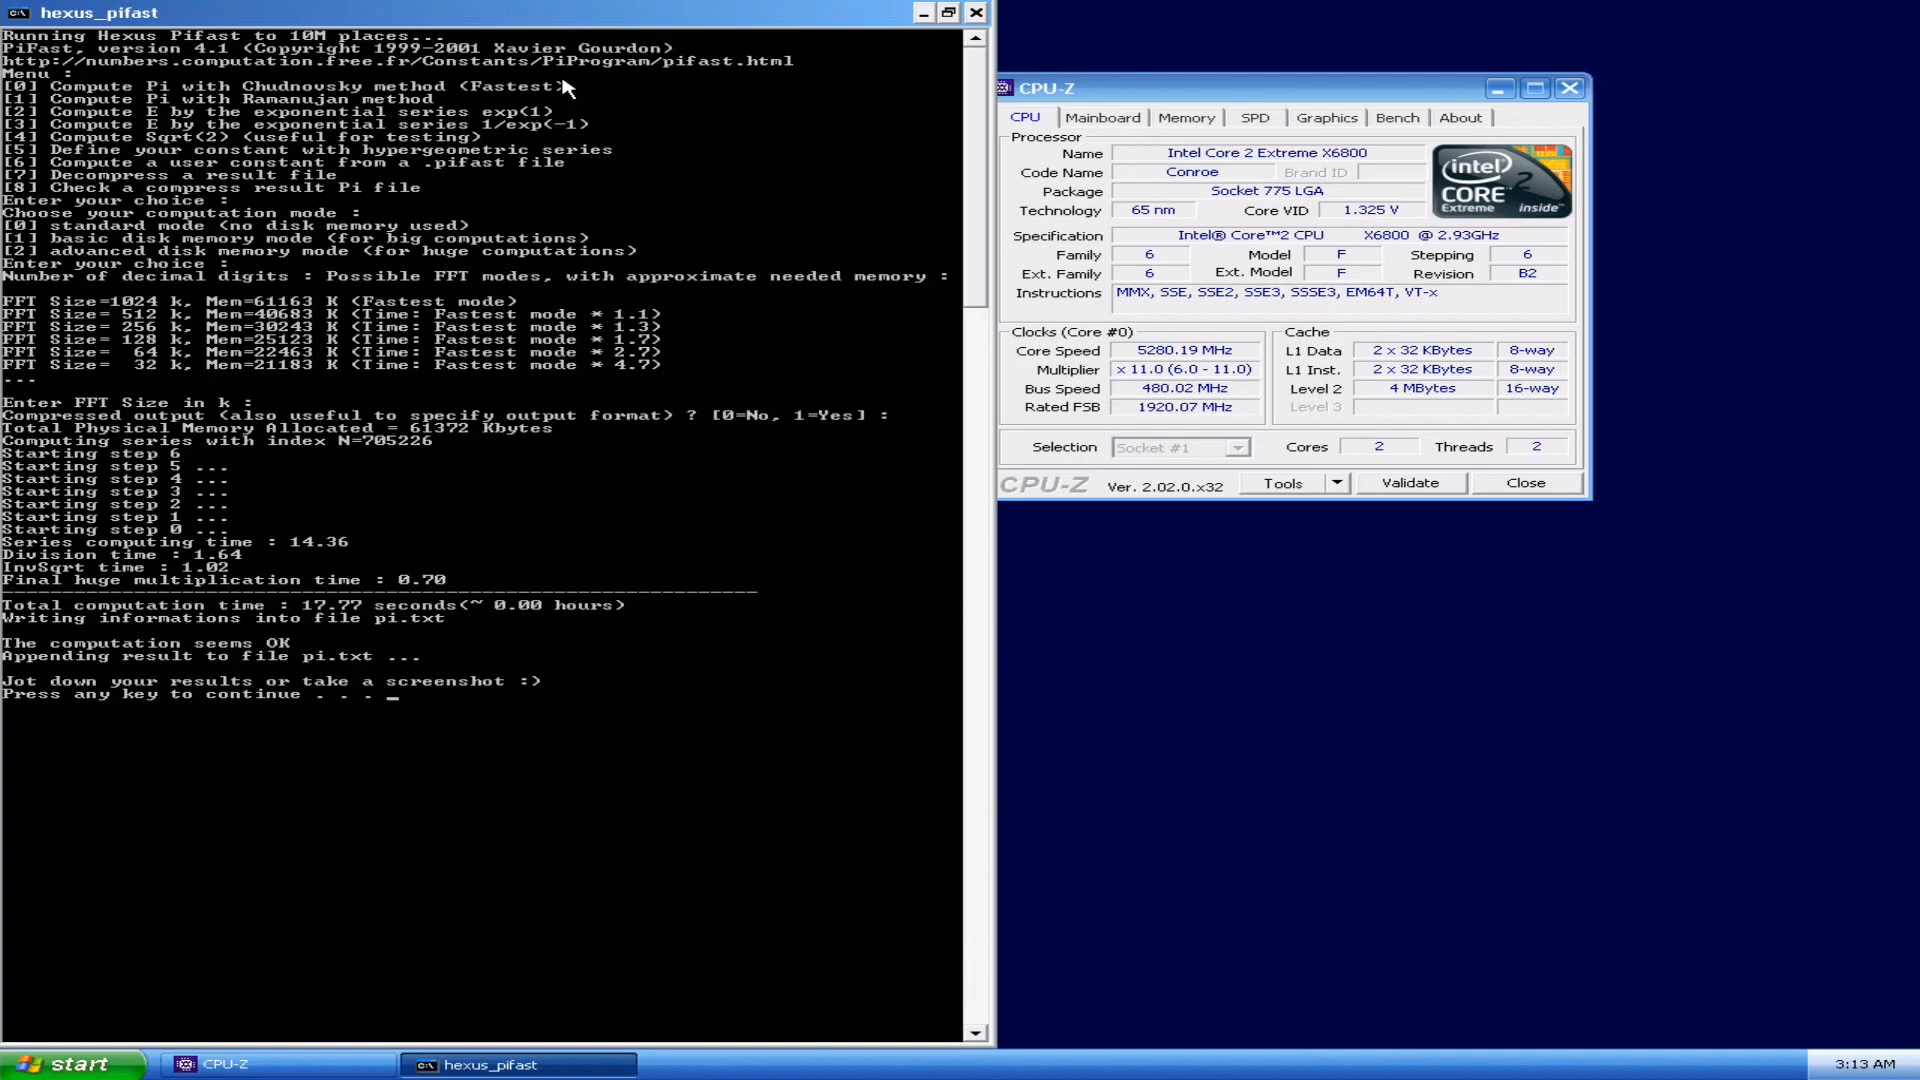 hexus_pifast
Running Hexus Pifast to 10M places...
PiFast, version 4.1 (Copyright 1999-2001 Xavier Gourdon)
http://numbers.computation.free.fr/Constants/PiProgram/pifast.html
Menu :
[0] Compute Pi with Chudnovsky method (Fastest)
[1] Compute Pi with Ramanujan method
[2] Compute E by the exponential series exp(1)
[3] Compute E by the exponential series 1/exp(-1)
[4] Compute Sqrt(2) (useful for testing)
[5] Define your constant with hypergeometric series
[6] Compute a user constant from a .pifast file
[7] Decompress a result file
[8] Check a compress result Pi file
Enter your choice :
Choose your computation mode :
[0] standard mode (no disk memory used)
[1] basic disk memory mode (for big computations)
[2] advanced disk memory mode (for huge computations)
Enter your choice :
Number of decimal digits : Possible FFT modes, with approximate needed memory :
FFT Size=1024 k, Mem=61163 K (Fastest mode)
FFT Size= 512 k, Mem=40683 K (Time: Fastest mode * 1.1)
FFT Size= 256 k, Mem=30243 K (Time: Fastest mode * 1.3)
FFT Size= 128 k, Mem=25123 K (Time: Fastest mode * 1.7)
FFT Size=  64 k, Mem=22463 K (Time: Fastest mode * 2.7)
FFT Size=  32 k, Mem=21183 K (Time: Fastest mode * 4.7)
...
Enter FFT Size in k :
Compressed output (also useful to specify output format) ? [0=No, 1=Yes] :
Total Physical Memory Allocated = 61372 Kbytes
Computing series with index N=705226
Starting step 6
Starting step 5 ...
Starting step 4 ...
Starting step 3 ...
Starting step 2 ...
Starting step 1 ...
Starting step 0 ...
Series computing time : 14.36
Division time : 1.64
InvSqrt time : 1.02
Final huge multiplication time : 0.70
Total computation time : 17.77 seconds(~ 0.00 hours)
Writing informations into file pi.txt
The computation seems OK
Appending result to file pi.txt ...
Jot down your results or take a screenshot :)
Press any key to continue . . . _
CPU-Z
CPU Mainboard Memory SPD Graphics Bench About
Processor
Name Intel Core 2 Extreme X6800
Code Name Conroe Brand ID
Package Socket 775 LGA
Technology 65 nm Core VID 1.325 V
intel CORE 2 Extreme inside™
Specification Intel® Core™2 CPU X6800 @ 2.93GHz
Family 6 Model F Stepping 6
Ext. Family 6 Ext. Model F Revision B2
Instructions MMX, SSE, SSE2, SSE3, SSSE3, EM64T, VT-x
Clocks (Core #0)
Core Speed 5280.19 MHz
Multiplier x 11.0 (6.0 - 11.0)
Bus Speed 480.02 MHz
Rated FSB 1920.07 MHz
Cache
L1 Data 2 x 32 KBytes 8-way
L1 Inst. 2 x 32 KBytes 8-way
Level 2 4 MBytes 16-way
Level 3
Selection Socket #1 Cores 2 Threads 2
CPU-Z Ver. 2.02.0.x32 Tools Validate Close
start CPU-Z hexus_pifast 3:13 AM